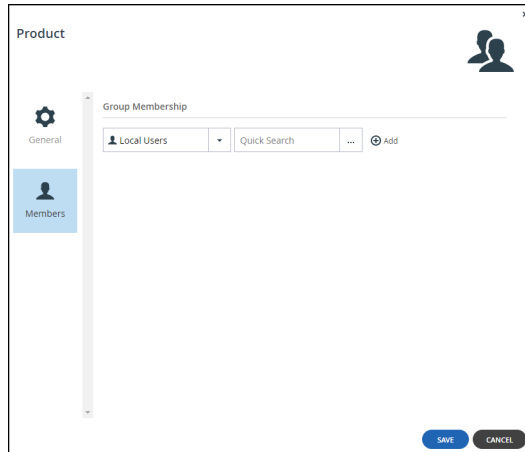 Product
General
Members
Group Membership
Local Users
Quick Search
...
Add
SAVE
CANCEL